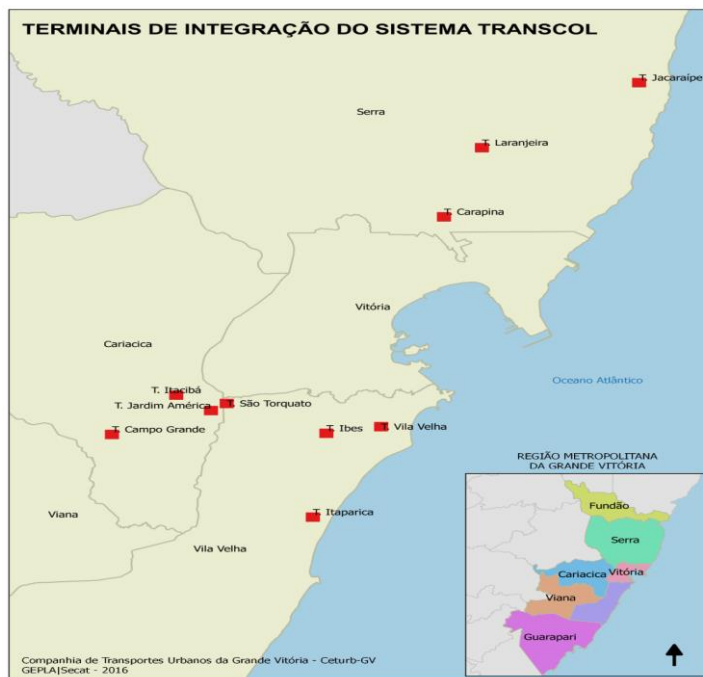 TERMINAIS DE INTEGRAÇÃO DO SISTEMA TRANSCOL
T. Jacaraípe
Serra
T. Laranjeira
T. Carapina
Vitória
Cariacica
Oceano Atlântico
T. Itacibá
T. São Torquato
T. Jardim América
T. Campo Grande
T. Ibes
T. Vila Velha
REGIÃO METROPOLITANA
DA GRANDE VITÓRIA
Fundão
Viana
T. Itaparica
Serra
Vila Velha
Cariacica
Vitória
Viana
Guarapari
Companhia de Transportes Urbanos da Grande Vitória - Ceturb-GV
GEPLA|Secat - 2016